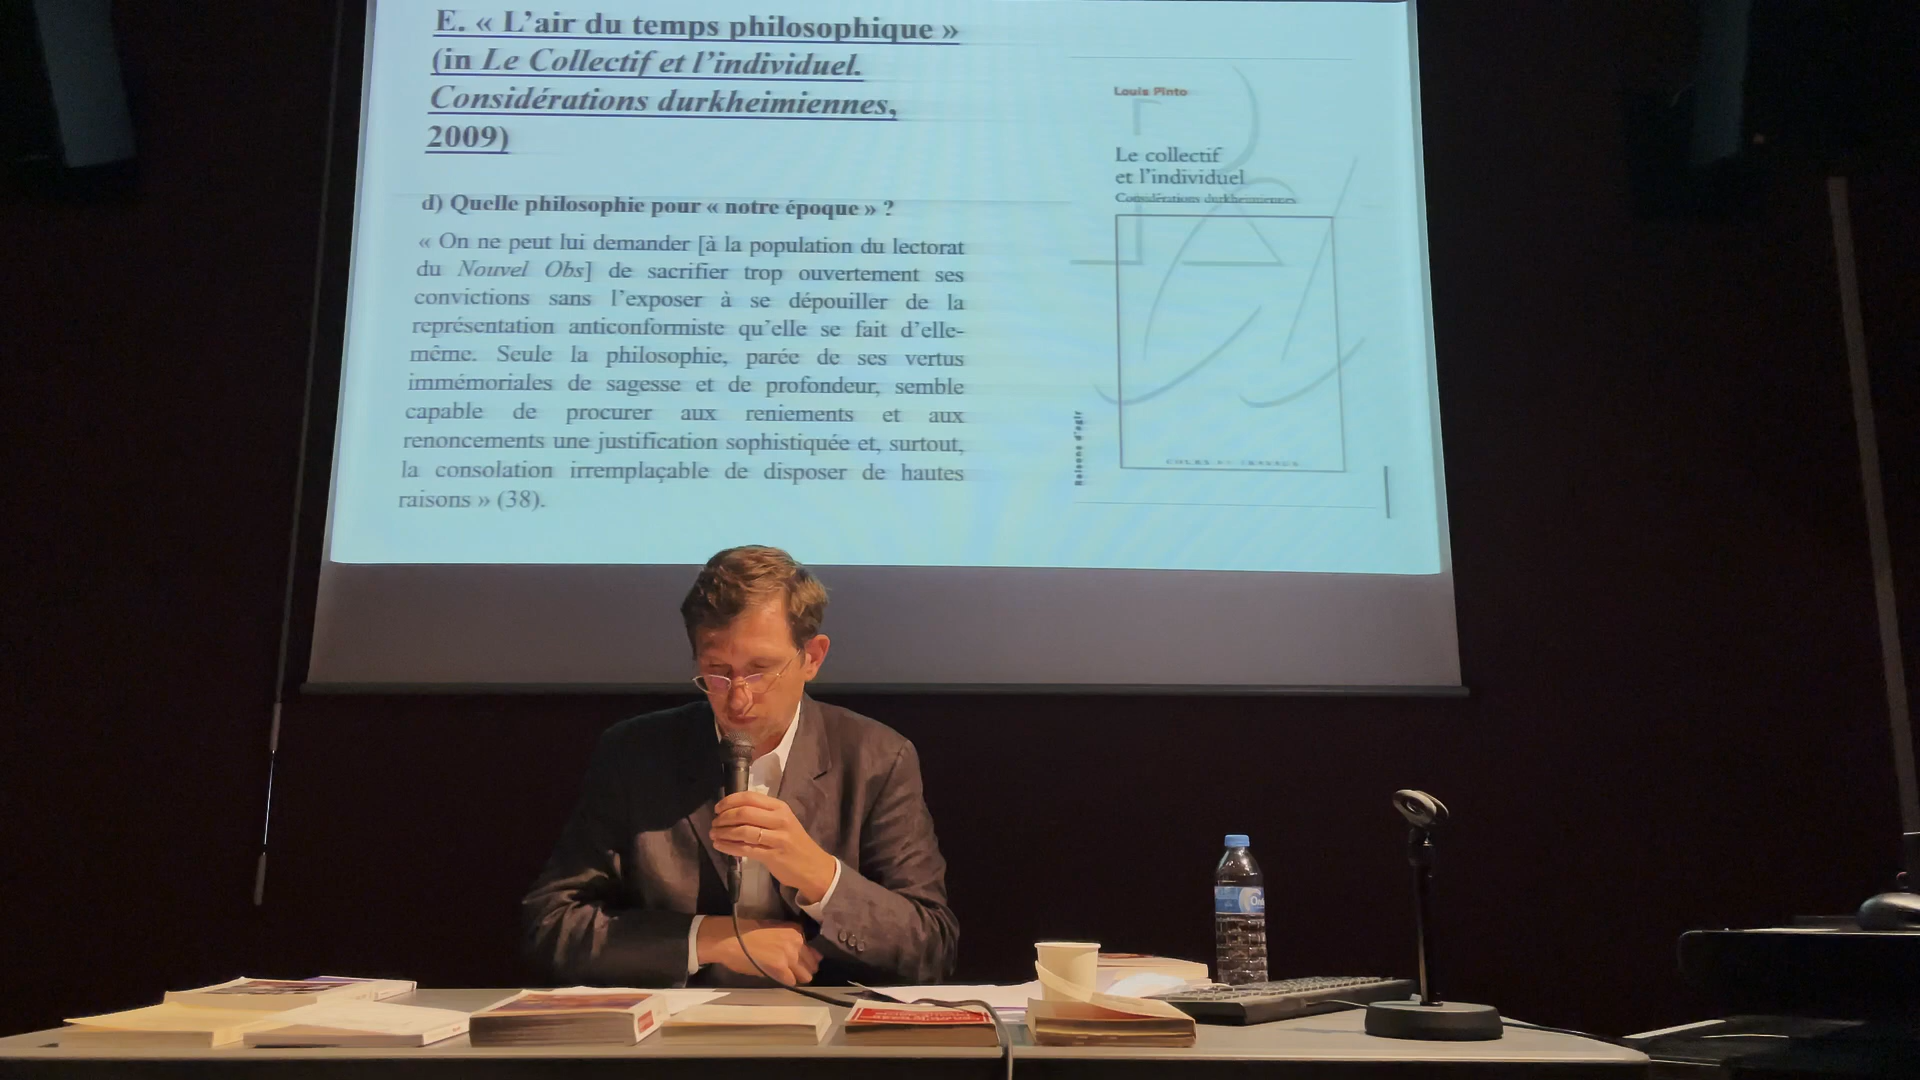 E. « L’air du temps philosophique »
(in Le Collectif et l’individuel.
Considérations durkheimiennes,
2009)
d) Quelle philosophie pour « notre époque » ?
« On ne peut lui demander [à la population du lectorat
du Nouvel Obs] de sacrifier trop ouvertement ses
convictions sans l’exposer à se dépouiller de la
représentation anticonformiste qu’elle se fait d’elle-
même. Seule la philosophie, parée de ses vertus
immémoriales de sagesse et de profondeur, semble
capable de procurer aux reniements et aux
renoncements une justification sophistiquée et, surtout,
la consolation irremplaçable de disposer de hautes
raisons » (38).
Louis Pinto
Le collectif
et l’individuel
Considérations durkheimiennes
Raisons d’agir
COURS ET TRAVAUX